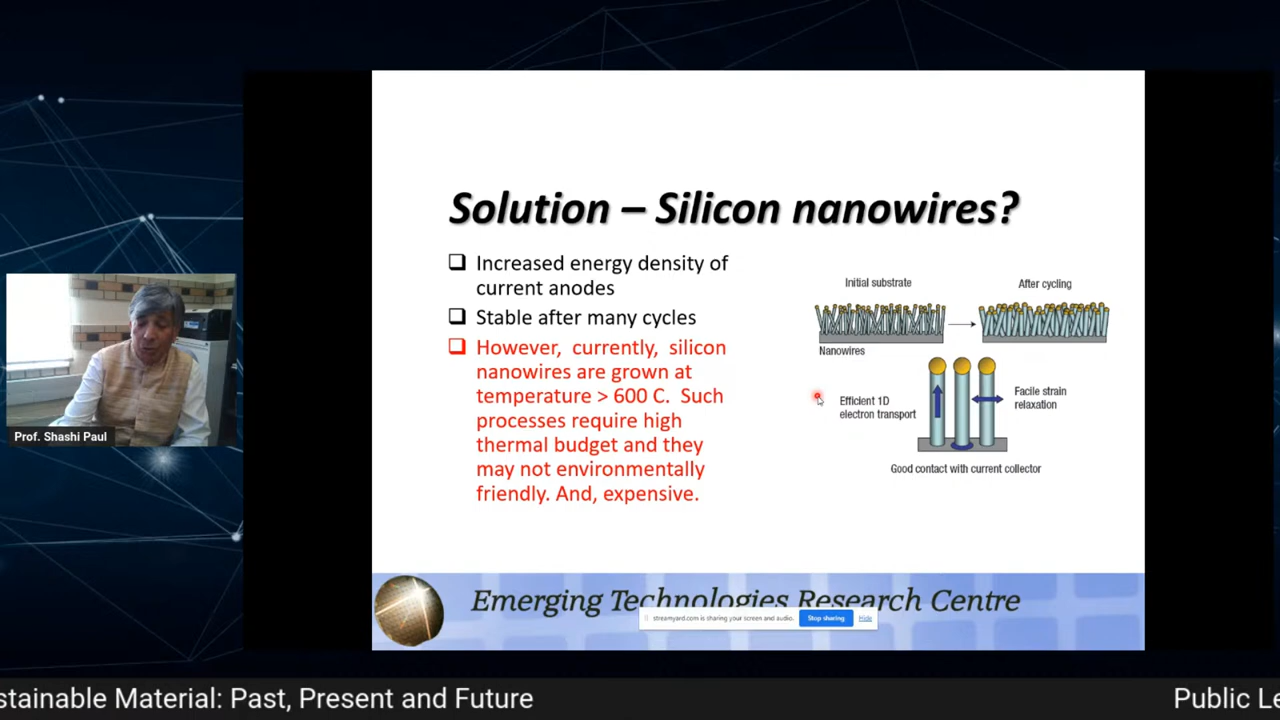 Solution – Silicon nanowires?
❑ Increased energy density of
current anodes
❑ Stable after many cycles
❑ However, currently, silicon
nanowires are grown at
temperature > 600 C. Such
processes require high
thermal budget and they
may not environmentally
friendly. And, expensive.
Initial substrate
After cycling
Nanowires
Efficient 1D
electron transport
Facile strain
relaxation
Good contact with current collector
Prof. Shashi Paul
Emerging Technologies Research Centre
streamyard.com is sharing your screen and audio.
Stop sharing
Hide
stainable Material: Past, Present and Future
Public Le